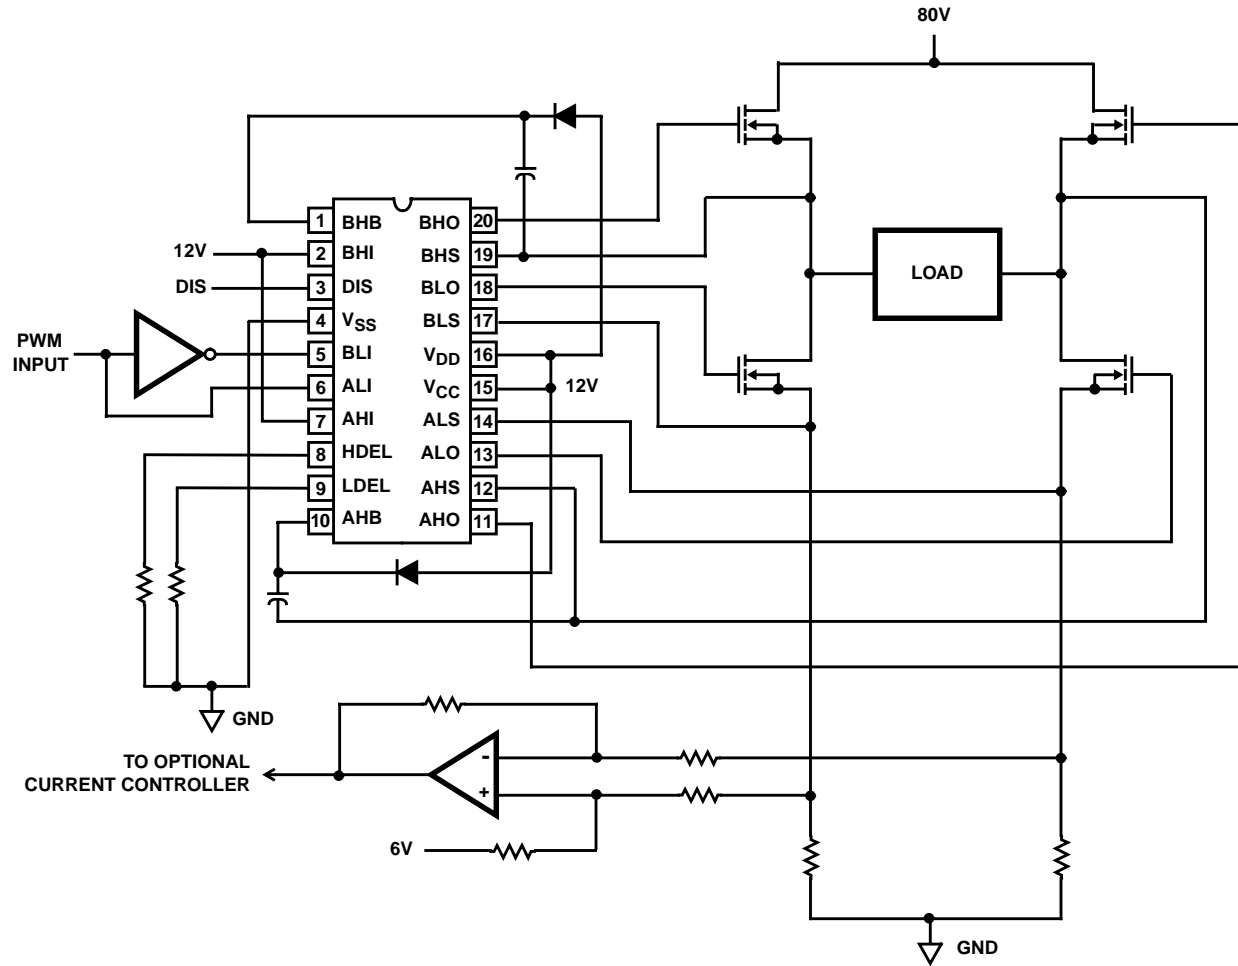 80V
1 BHB BHO 20
12V 2 BHI BHS 19
LOAD
DIS 3 DIS BLO 18
4 VSS BLS 17
PWM
INPUT
5 BLI VDD 16
6 ALI VCC 15 12V
7 AHI ALS 14
8 HDEL ALO 13
9 LDEL AHS 12
10 AHB AHO 11
GND
TO OPTIONAL
CURRENT CONTROLLER
-
+
6V
GND